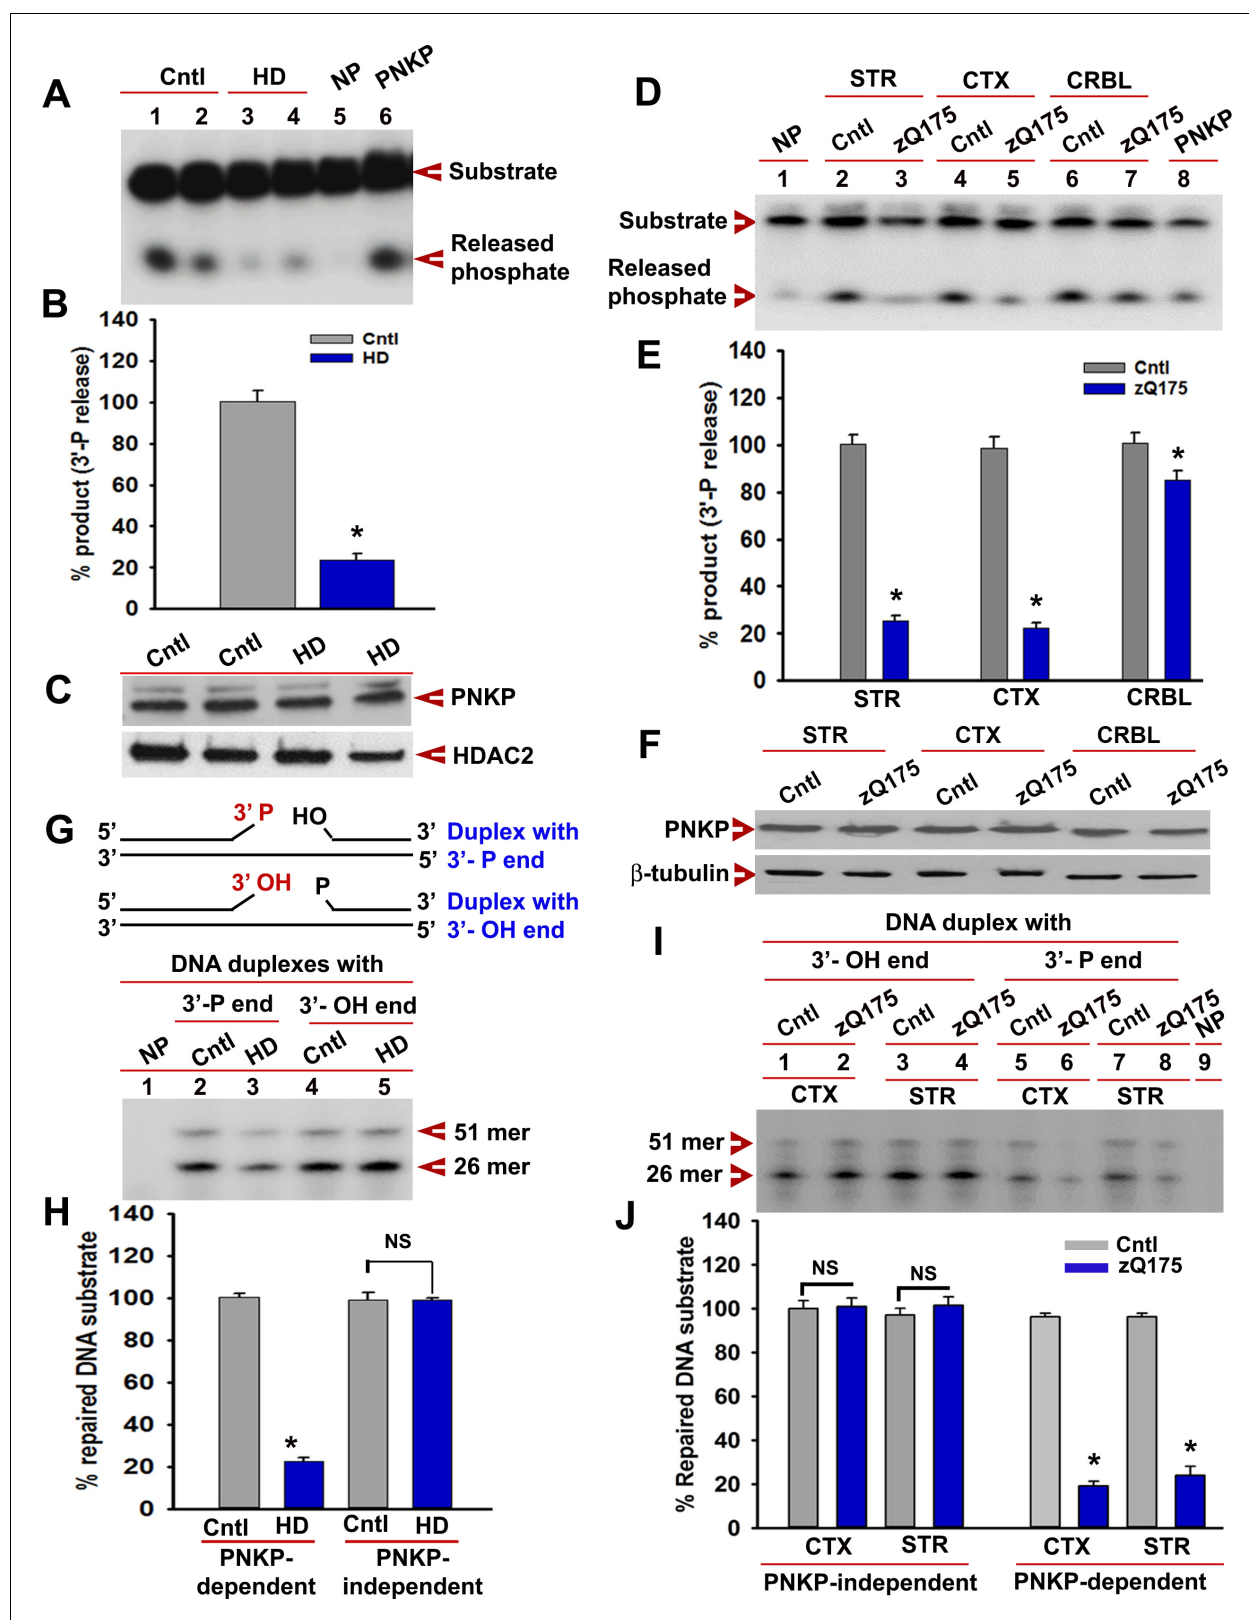 A
Cntl HD NP PNKP
1 2 3 4 5 6
Substrate
Released
phosphate
B
140
120
100
80
60
40
20
0
% product (3'-P release)
Cntl
HD
*
C
Cntl Cntl HD HD
PNKP
HDAC2
D
STR CTX CRBL
NP Cntl zQ175 Cntl zQ175 Cntl zQ175 PNKP
1 2 3 4 5 6 7 8
Substrate
Released
phosphate
E
140
120
100
80
60
40
20
0
% product (3'-P release)
Cntl
zQ175
* * *
STR CTX CRBL
F
STR CTX CRBL
Cntl zQ175 Cntl zQ175 Cntl zQ175
PNKP
β-tubulin
G
3’ P HO
5’ 3’ Duplex with
3’ 5’ 3’- P end
3’ OH P
5’ 3’ Duplex with
3’ 5’ 3’- OH end
DNA duplexes with
3’-P end 3’- OH end
NP Cntl HD Cntl HD
1 2 3 4 5
51 mer
26 mer
H
140
120
100
80
60
40
20
0
% repaired DNA substrate
NS
*
Cntl HD Cntl HD
PNKP- PNKP-
dependent independent
I
DNA duplex with
3’- OH end 3’- P end
Cntl zQ175 Cntl zQ175 Cntl zQ175 Cntl zQ175 NP
1 2 3 4 5 6 7 8 9
CTX STR CTX STR
51 mer
26 mer
J
140
120
100
80
60
40
20
0
% Repaired DNA substrate
Cntl
zQ175
NS NS
* *
CTX STR CTX STR
PNKP-independent PNKP-dependent